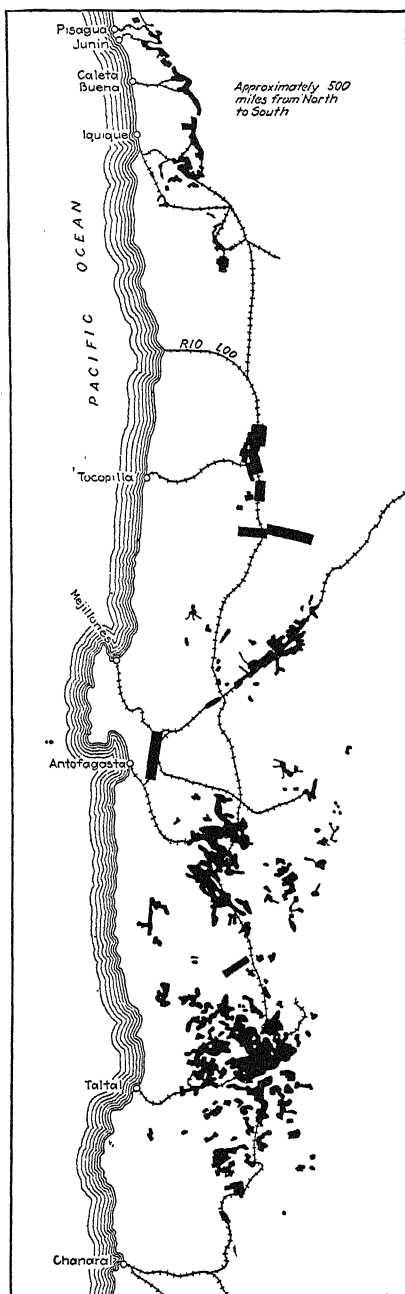 Pisagua
Junin
Caleta
Buena
Approximately 500
miles from North
to South
Iquique
PACIFIC OCEAN
RIO LOO
Tocopilla
Mejillones
Antofagasta
Taltal
Chanaral